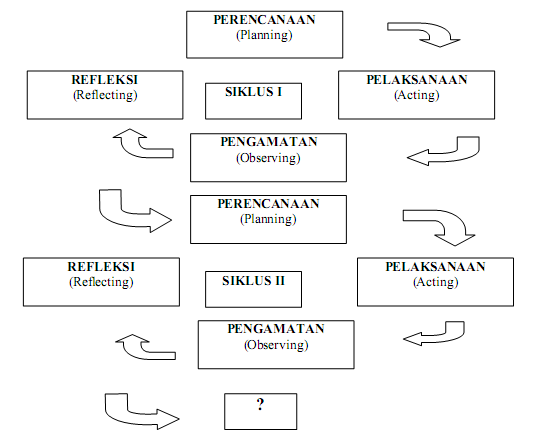 PERENCANAAN
(Planning)
REFLEKSI
(Reflecting)
SIKLUS I
PELAKSANAAN
(Acting)
PENGAMATAN
(Observing)
PERENCANAAN
(Planning)
REFLEKSI
(Reflecting)
SIKLUS II
PELAKSANAAN
(Acting)
PENGAMATAN
(Observing)
?